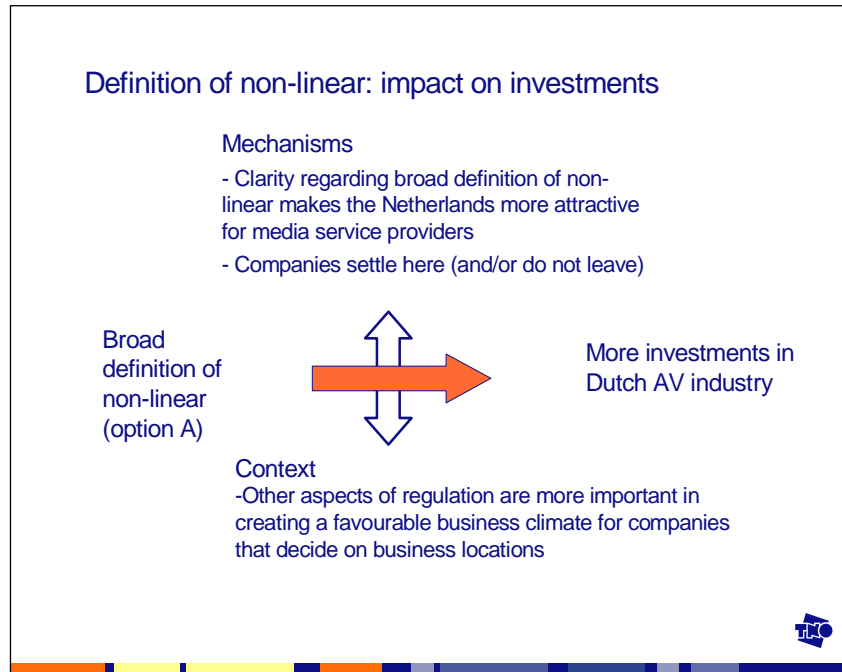 Definition of non-linear: impact on investments
Mechanisms
- Clarity regarding broad definition of non-
linear makes the Netherlands more attractive
for media service providers
- Companies settle here (and/or do not leave)
Broad
definition of
non-linear
(option A)
More investments in
Dutch AV industry
Context
-Other aspects of regulation are more important in
creating a favourable business climate for companies
that decide on business locations
TNO